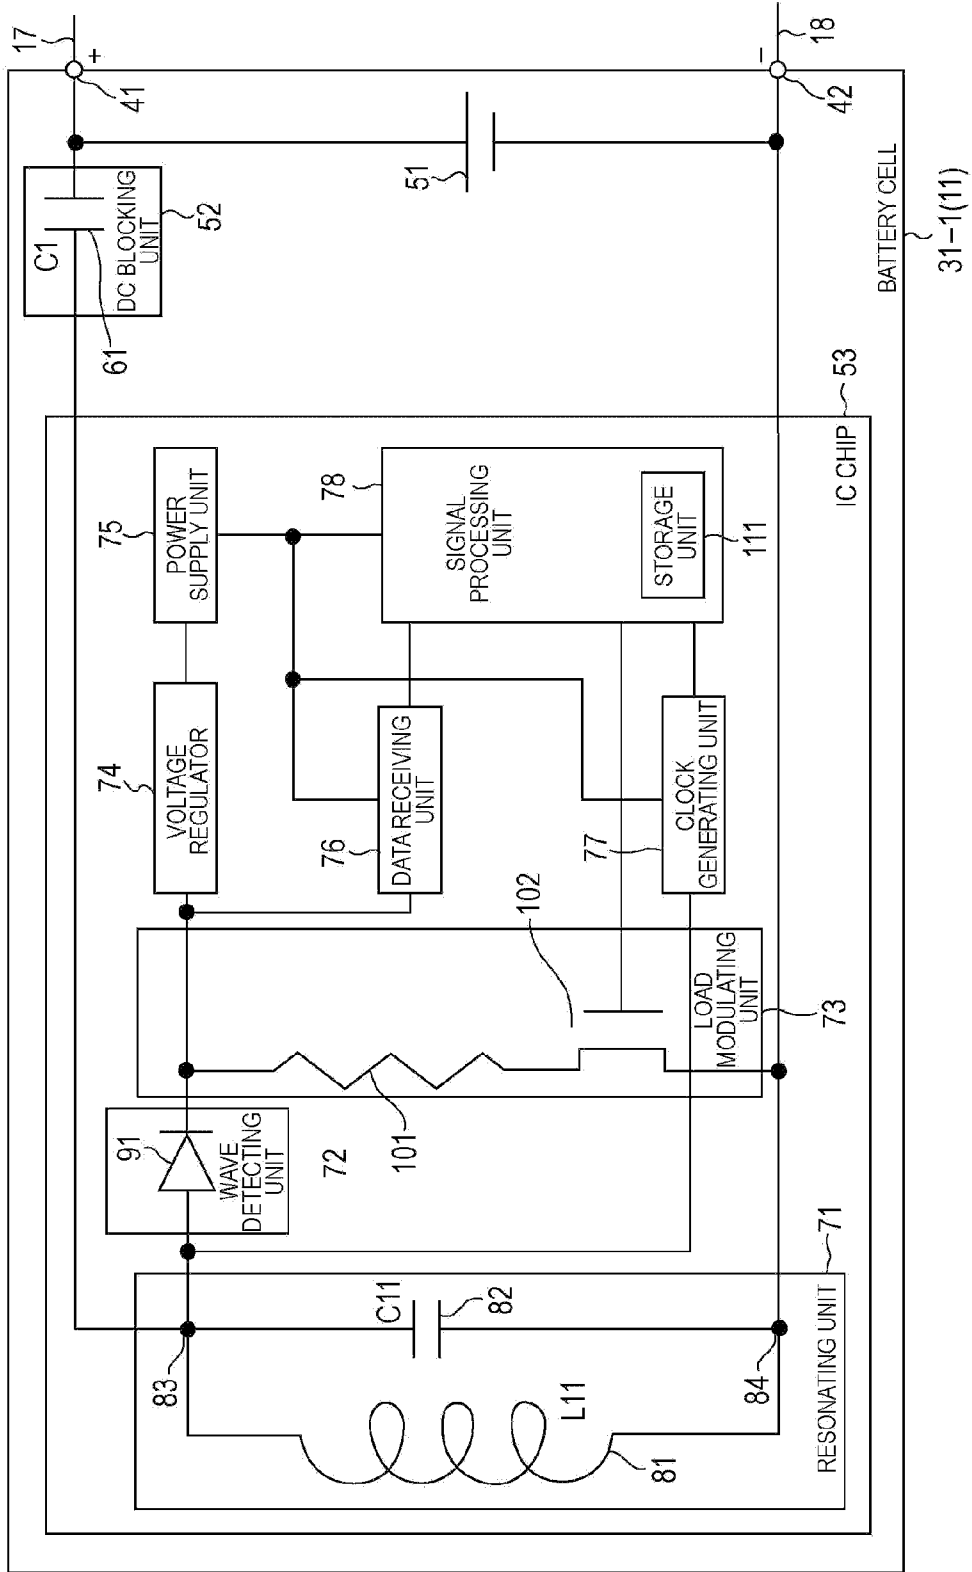 31-1(11)
BATTERY CELL
IC CHIP
53
RESONATING UNIT
71
L11
81
C11
82
83
84
WAVE
DETECTING
UNIT
91
72
101
102
LOAD
MODULATING
UNIT
73
VOLTAGE
REGULATOR
74
POWER
SUPPLY UNIT
75
DATA RECEIVING
UNIT
76
CLOCK
GENERATING UNIT
77
SIGNAL
PROCESSING
UNIT
78
STORAGE
UNIT
111
C1
DC BLOCKING
UNIT
52
61
51
41
+
17
42
−
18